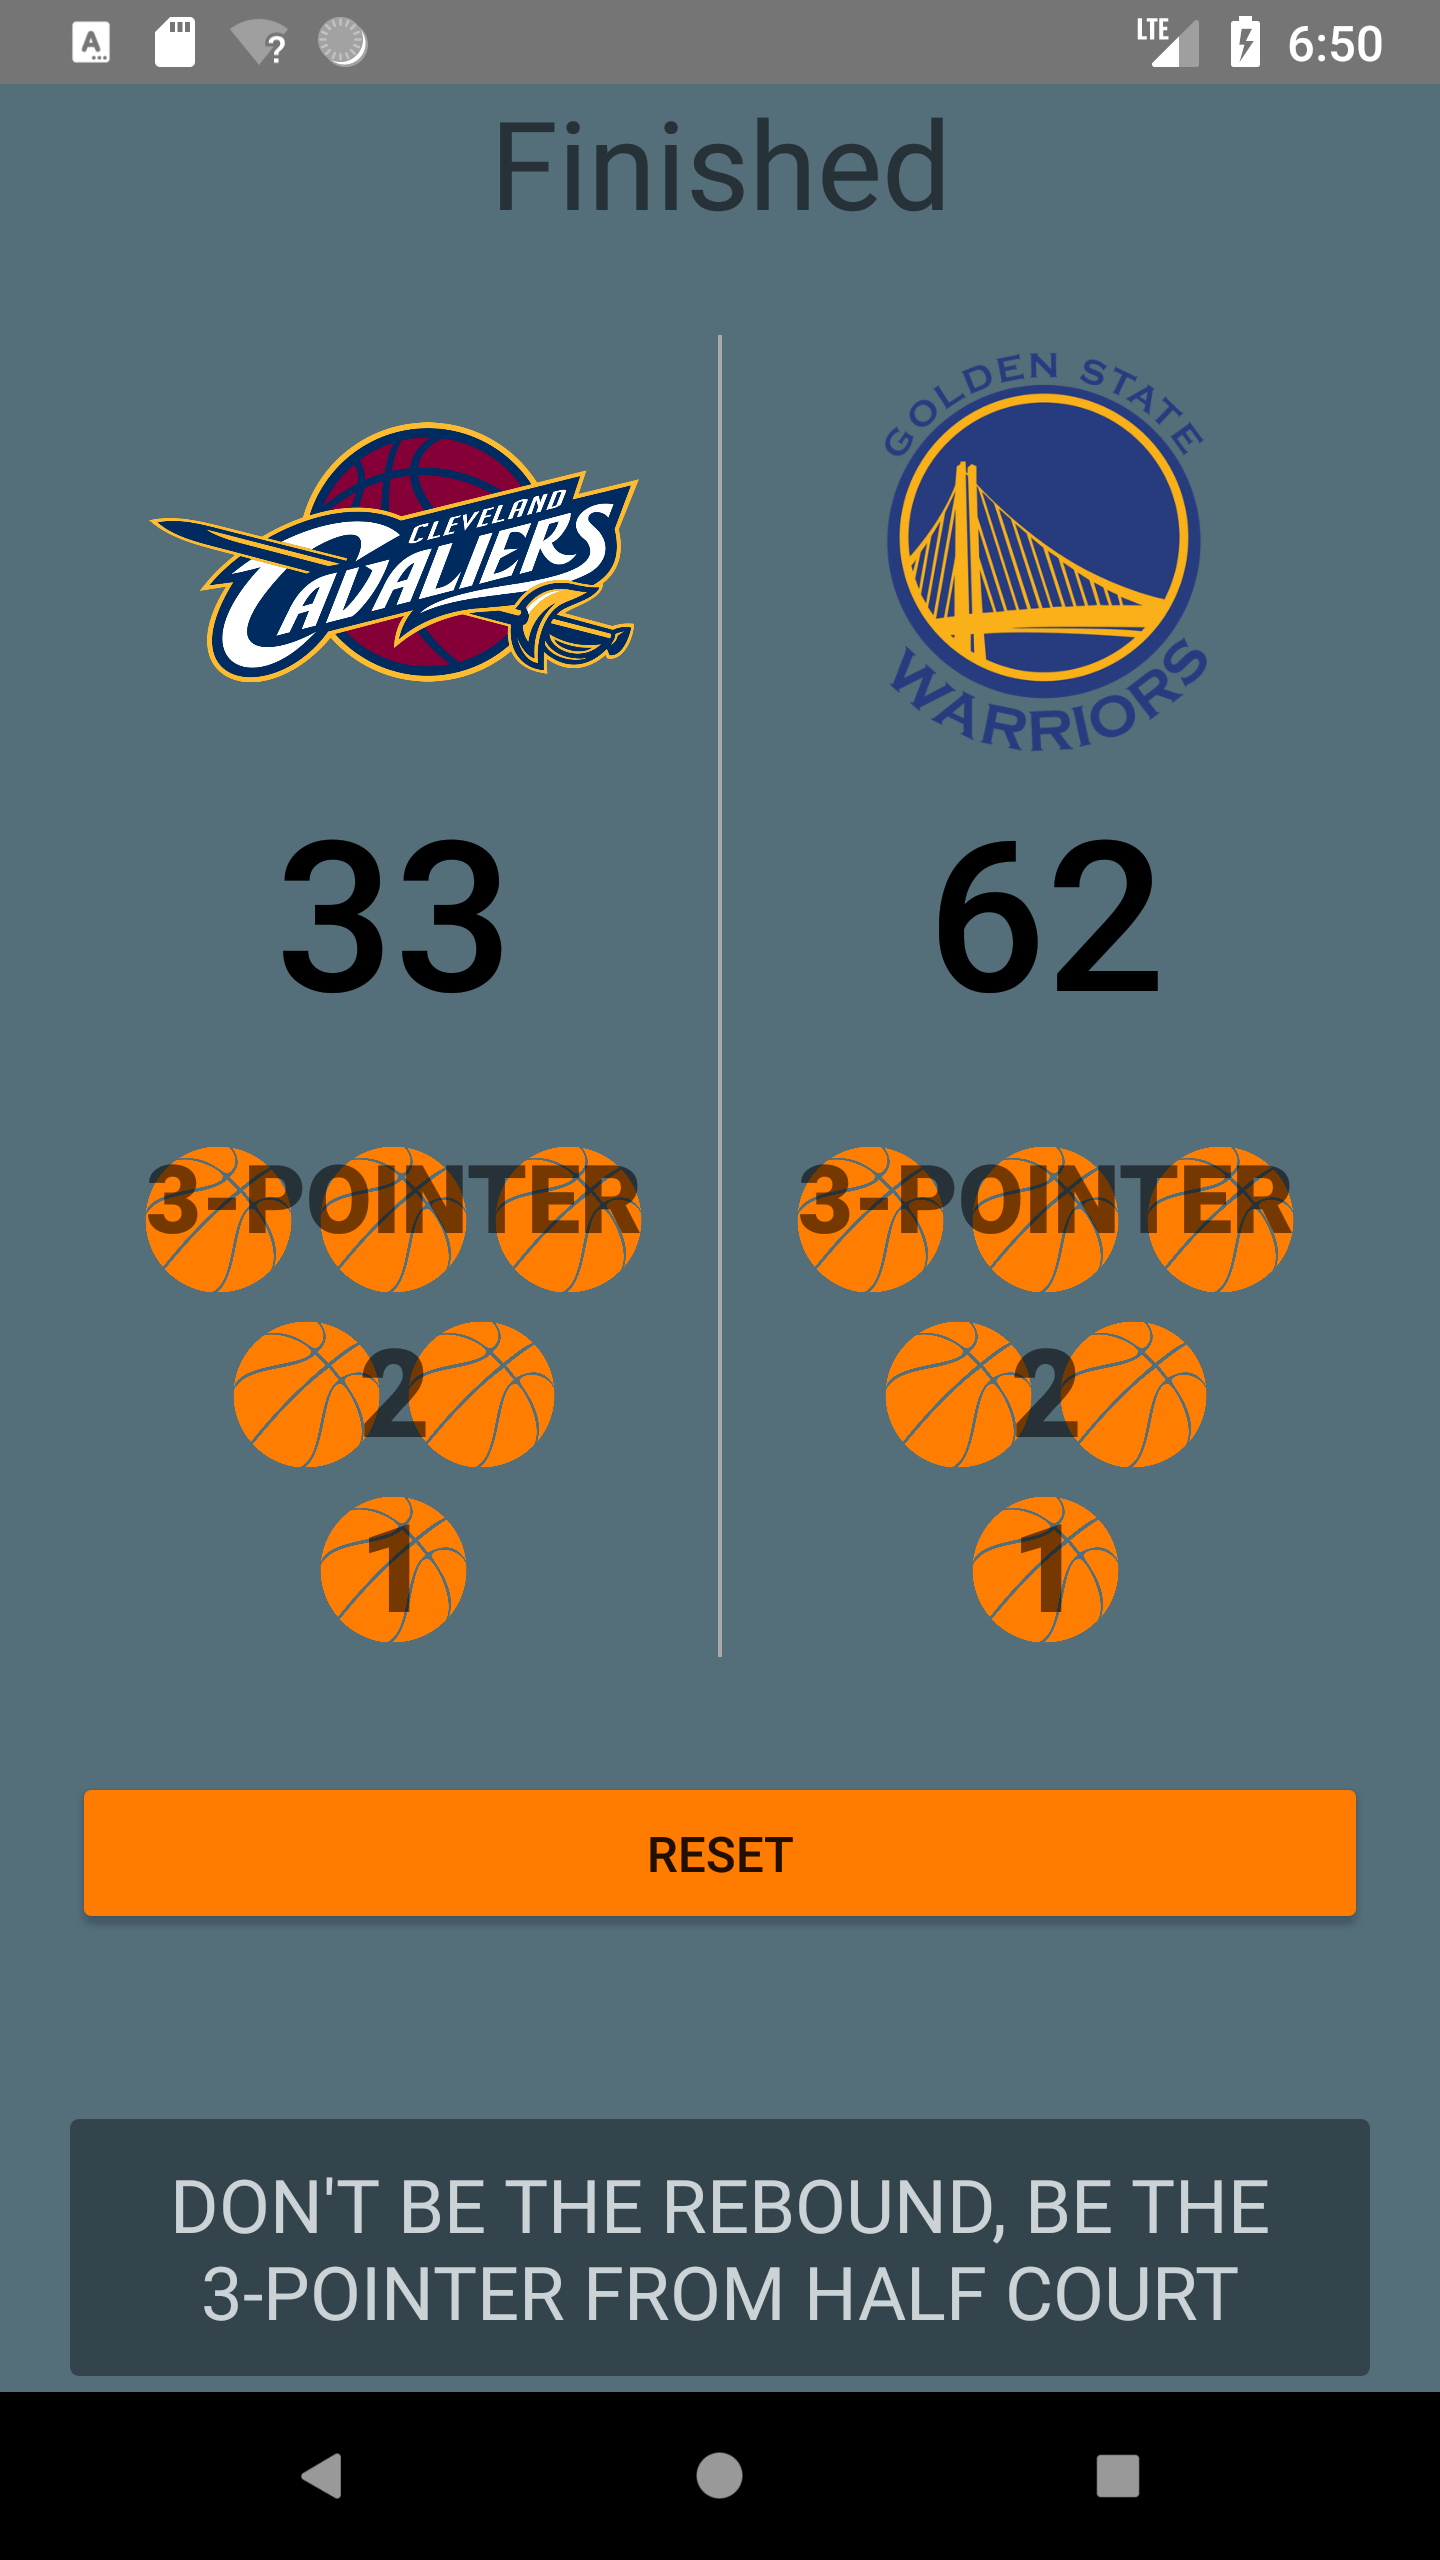 LTE 6:50
Finished
GOLDEN STATE
CLEVELAND
CAVALIERS
WARRIORS
33 62
3-POINTER 3-POINTER
2 2
1 1
RESET
DON'T BE THE REBOUND, BE THE
3-POINTER FROM HALF COURT